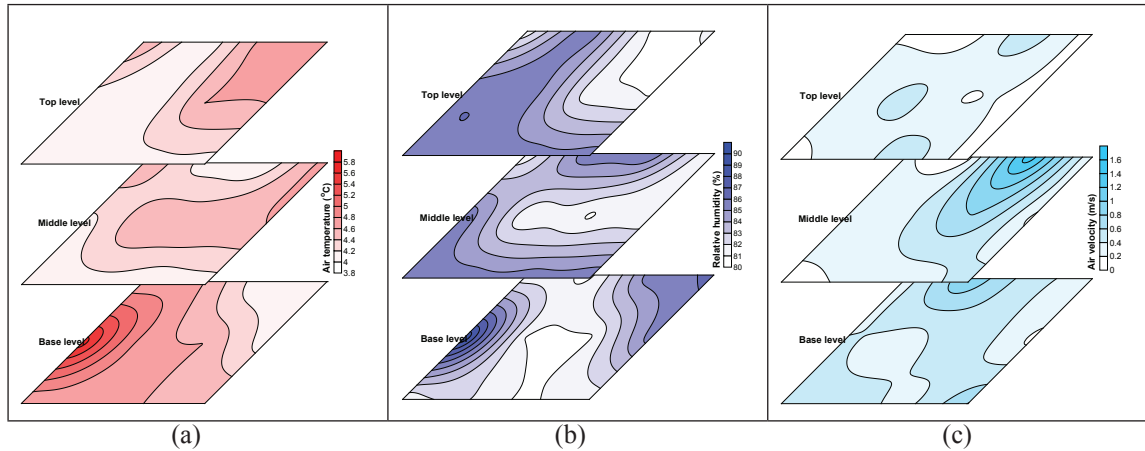 Top level
Middle level
Base level
Air temperature (°C)
5.8
5.6
5.4
5.2
5
4.8
4.6
4.4
4.2
4
3.8
(a)
Top level
Middle level
Base level
Relative humidity (%)
90
88
87
86
84
83
82
81
80
(b)
Top level
Middle level
Base level
Air velocity (m/s)
1.6
1.4
1.2
1
0.8
0.6
0.4
0.2
0
(c)